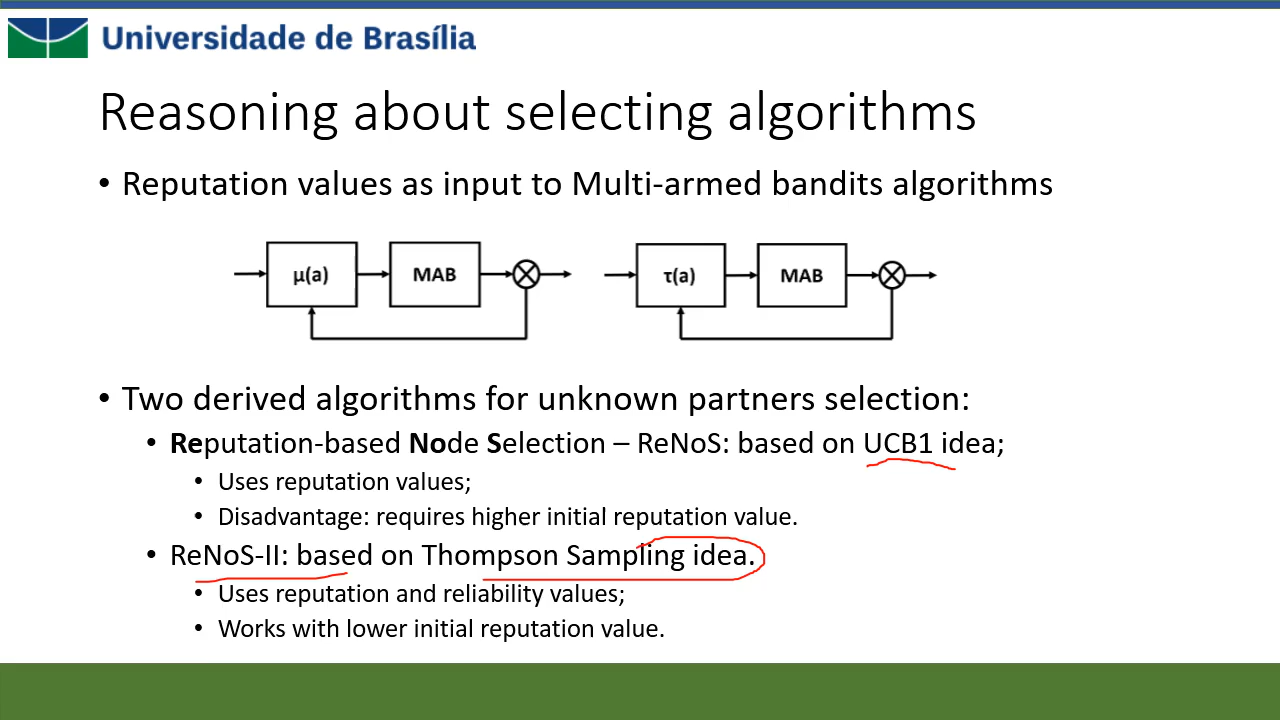 Universidade de Brasília
Reasoning about selecting algorithms
• Reputation values as input to Multi-armed bandits algorithms
μ(a) MAB τ(a) MAB
• Two derived algorithms for unknown partners selection:
• Reputation-based Node Selection – ReNoS: based on UCB1 idea;
• Uses reputation values;
• Disadvantage: requires higher initial reputation value.
• ReNoS-II: based on Thompson Sampling idea.
• Uses reputation and reliability values;
• Works with lower initial reputation value.